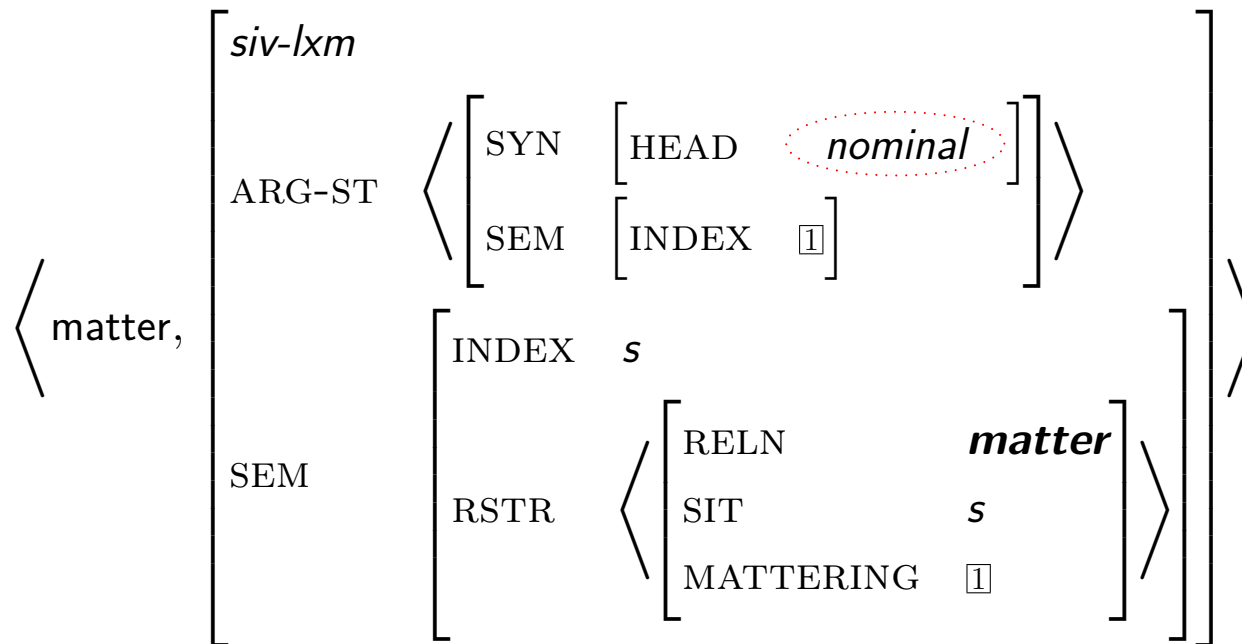 siv-lxm
SYN [HEAD nominal]
ARG-ST
SEM [INDEX 1]
INDEX s
⟨ matter,
RELN matter
SEM
RSTR ⟨ SIT s ⟩
MATTERING 1